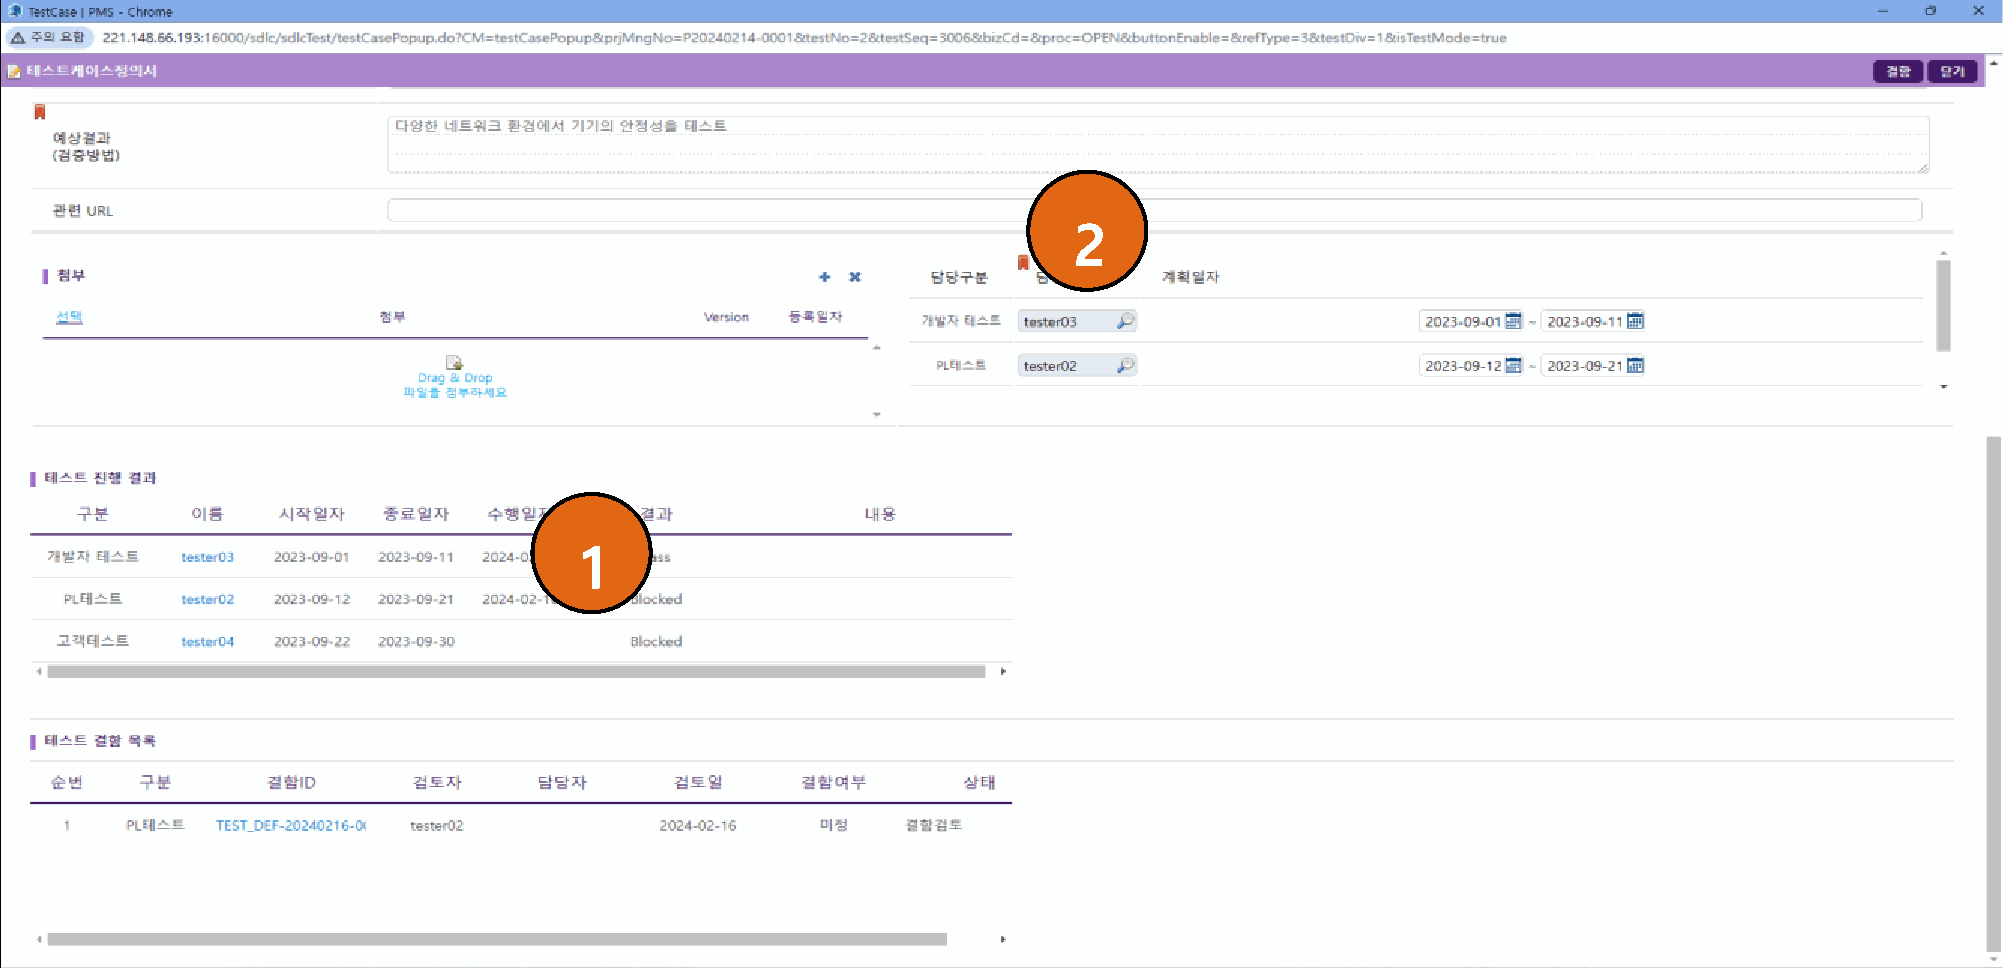 TestCase | PMS - Chrome
주의 요함 221.148.66.193:16000/sdlc/sdlcTest/testCasePopup.do?CM=testCasePopup&prjMngNo=P20240214-0001&testNo=2&testSeq=3006&bizCd=&proc=OPEN&buttonEnable=&refType=3&testDiv=1&isTestMode=true
테스트케이스정의서 결함 닫기
예상결과
(검증방법)
다양한 네트워크 환경에서 기기의 안정성을 테스트
관련 URL
첨부
선택 첨부 Version 등록일자
Drag & Drop
파일을 첨부하세요
2
담당구분 계획일자
개발자 테스트 tester03 2023-09-01 ~ 2023-09-11
PL테스트 tester02 2023-09-12 ~ 2023-09-21
테스트 진행 결과
구분 이름 시작일자 종료일자 수행일 결과 내용
1
개발자 테스트 tester03 2023-09-01 2023-09-11 2024-0 ass
PL테스트 tester02 2023-09-12 2023-09-21 2024-02-1 Blocked
고객테스트 tester04 2023-09-22 2023-09-30 Blocked
테스트 결함 목록
순번 구분 결함ID 검토자 담당자 검토일 결함여부 상태
1 PL테스트 TEST_DEF-20240216-00 tester02 2024-02-16 미정 결함검토